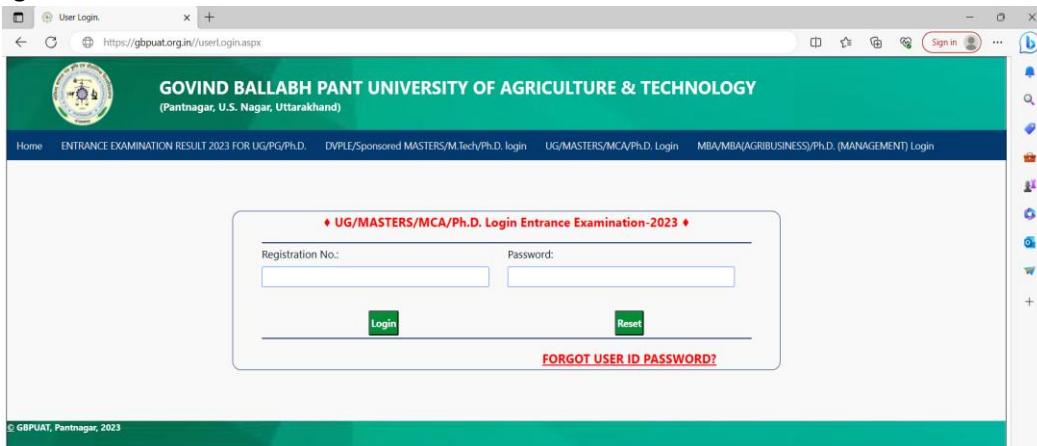 User Login.
https://gbpuat.org.in//userLogin.aspx
Sign in
GOVIND BALLABH PANT UNIVERSITY OF AGRICULTURE & TECHNOLOGY
(Pantnagar, U.S. Nagar, Uttarakhand)
Home ENTRANCE EXAMINATION RESULT 2023 FOR UG/PG/Ph.D. DVPLE/Sponsored MASTERS/M.Tech/Ph.D. login UG/MASTERS/MCA/Ph.D. Login MBA/MBA(AGRIBUSINESS)/Ph.D. (MANAGEMENT) Login
♦ UG/MASTERS/MCA/Ph.D. Login Entrance Examination-2023 ♦
Registration No.: Password:
Login Reset
FORGOT USER ID PASSWORD?
© GBPUAT, Pantnagar, 2023